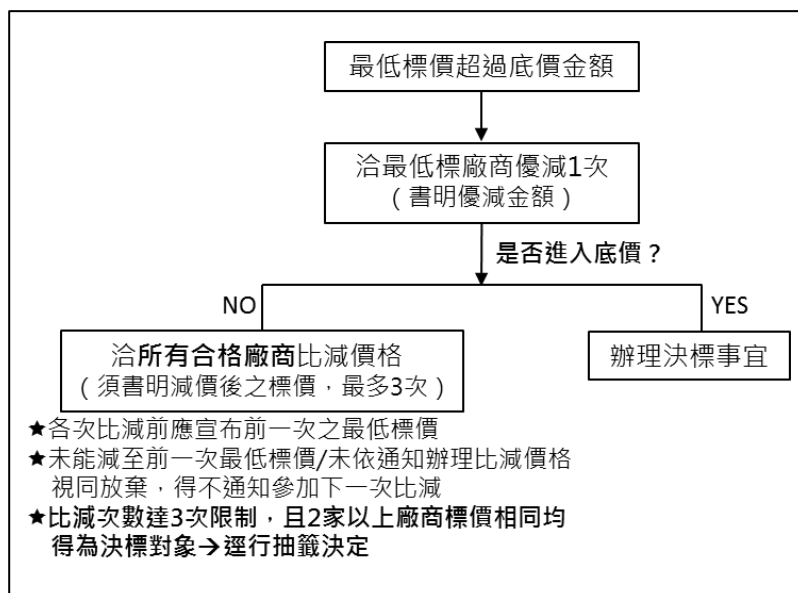 最低標價超過底價金額
洽最低標廠商優減1次
（書明優減金額）
是否進入底價？
NO
YES
洽所有合格廠商比減價格
（須書明減價後之標價，最多3次）
辦理決標事宜
★各次比減前應宣布前一次之最低標價
★未能減至前一次最低標價/未依通知辦理比減價格
視同放棄，得不通知參加下一次比減
★比減次數達3次限制，且2家以上廠商標價相同均
得為決標對象→逕行抽籤決定